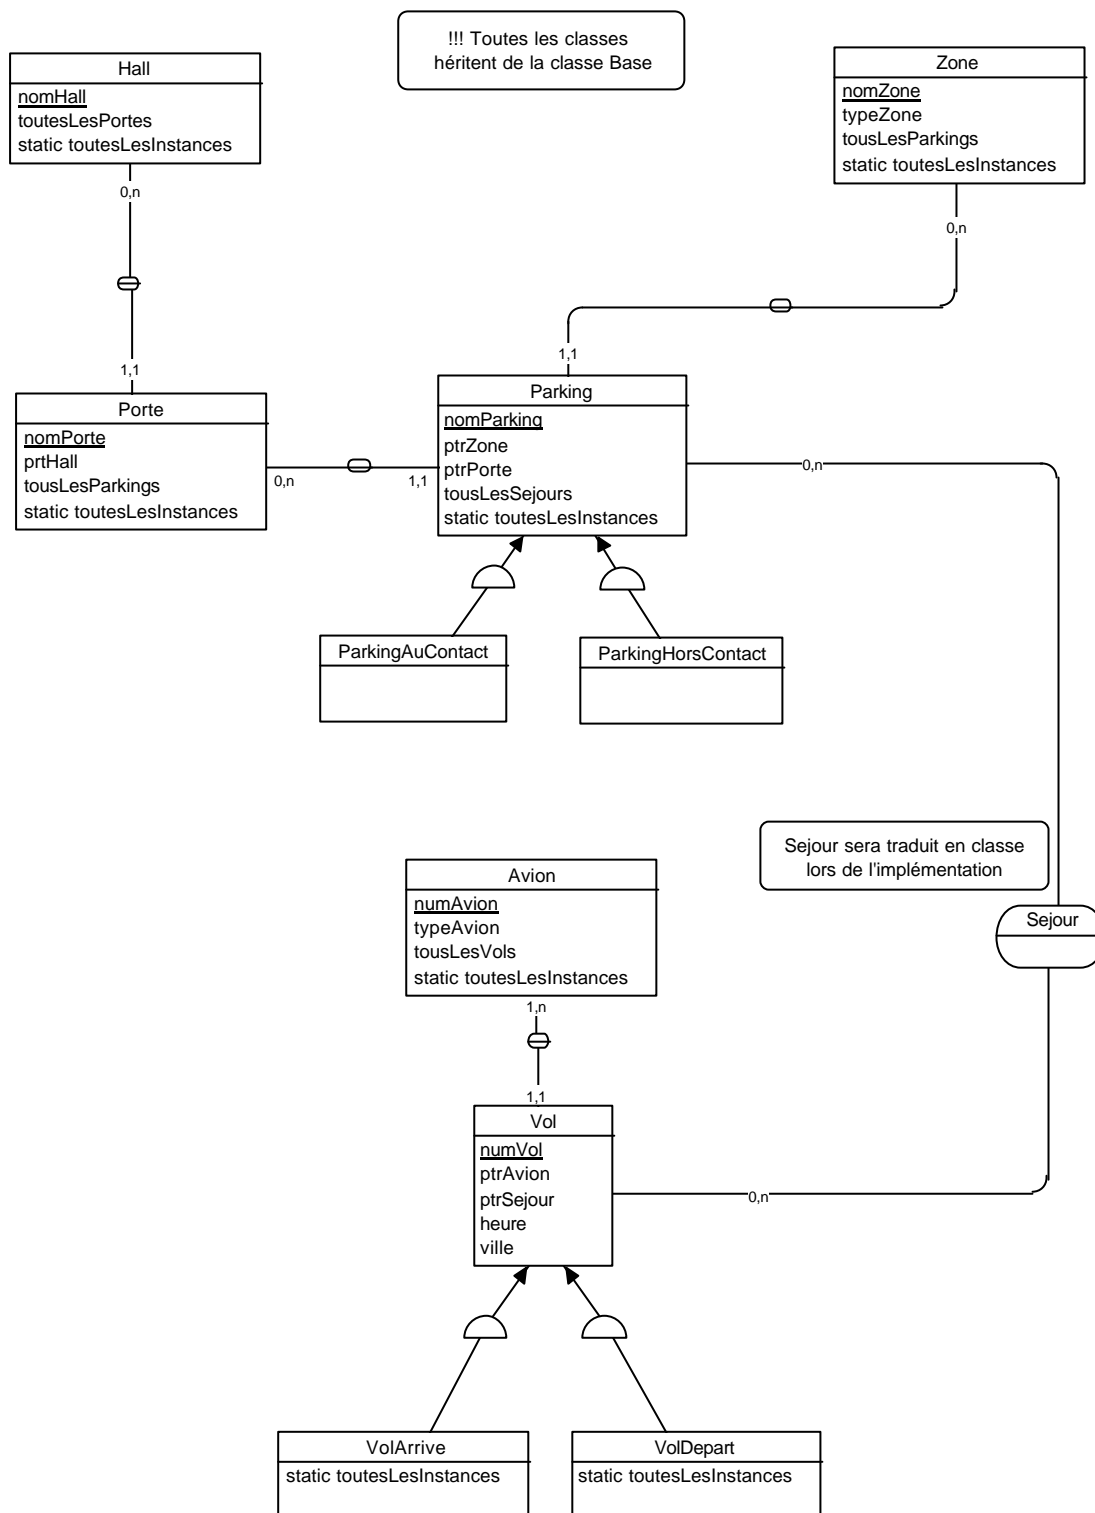 !!! Toutes les classes
héritent de la classe Base
Hall
nomHall
toutesLesPortes
static toutesLesInstances
0,n
1,1
Zone
nomZone
typeZone
tousLesParkings
static toutesLesInstances
0,n
1,1
Porte
nomPorte
prtHall
tousLesParkings
static toutesLesInstances
0,n
1,1
Parking
nomParking
ptrZone
ptrPorte
tousLesSejours
static toutesLesInstances
0,n
ParkingAuContact
ParkingHorsContact
Sejour sera traduit en classe
lors de l'implémentation
Sejour
Avion
numAvion
typeAvion
tousLesVols
static toutesLesInstances
1,n
1,1
Vol
numVol
ptrAvion
ptrSejour
heure
ville
0,n
VolArrive
static toutesLesInstances
VolDepart
static toutesLesInstances